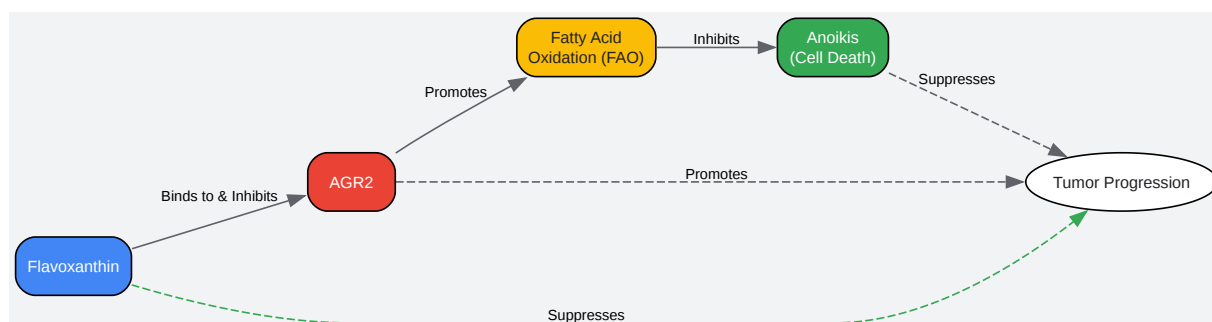 Fatty Acid
Oxidation (FAO)
Inhibits
Anoikis
(Cell Death)
Suppresses
Promotes
AGR2
Promotes
Tumor Progression
Binds to & Inhibits
Flavoxanthin
Suppresses